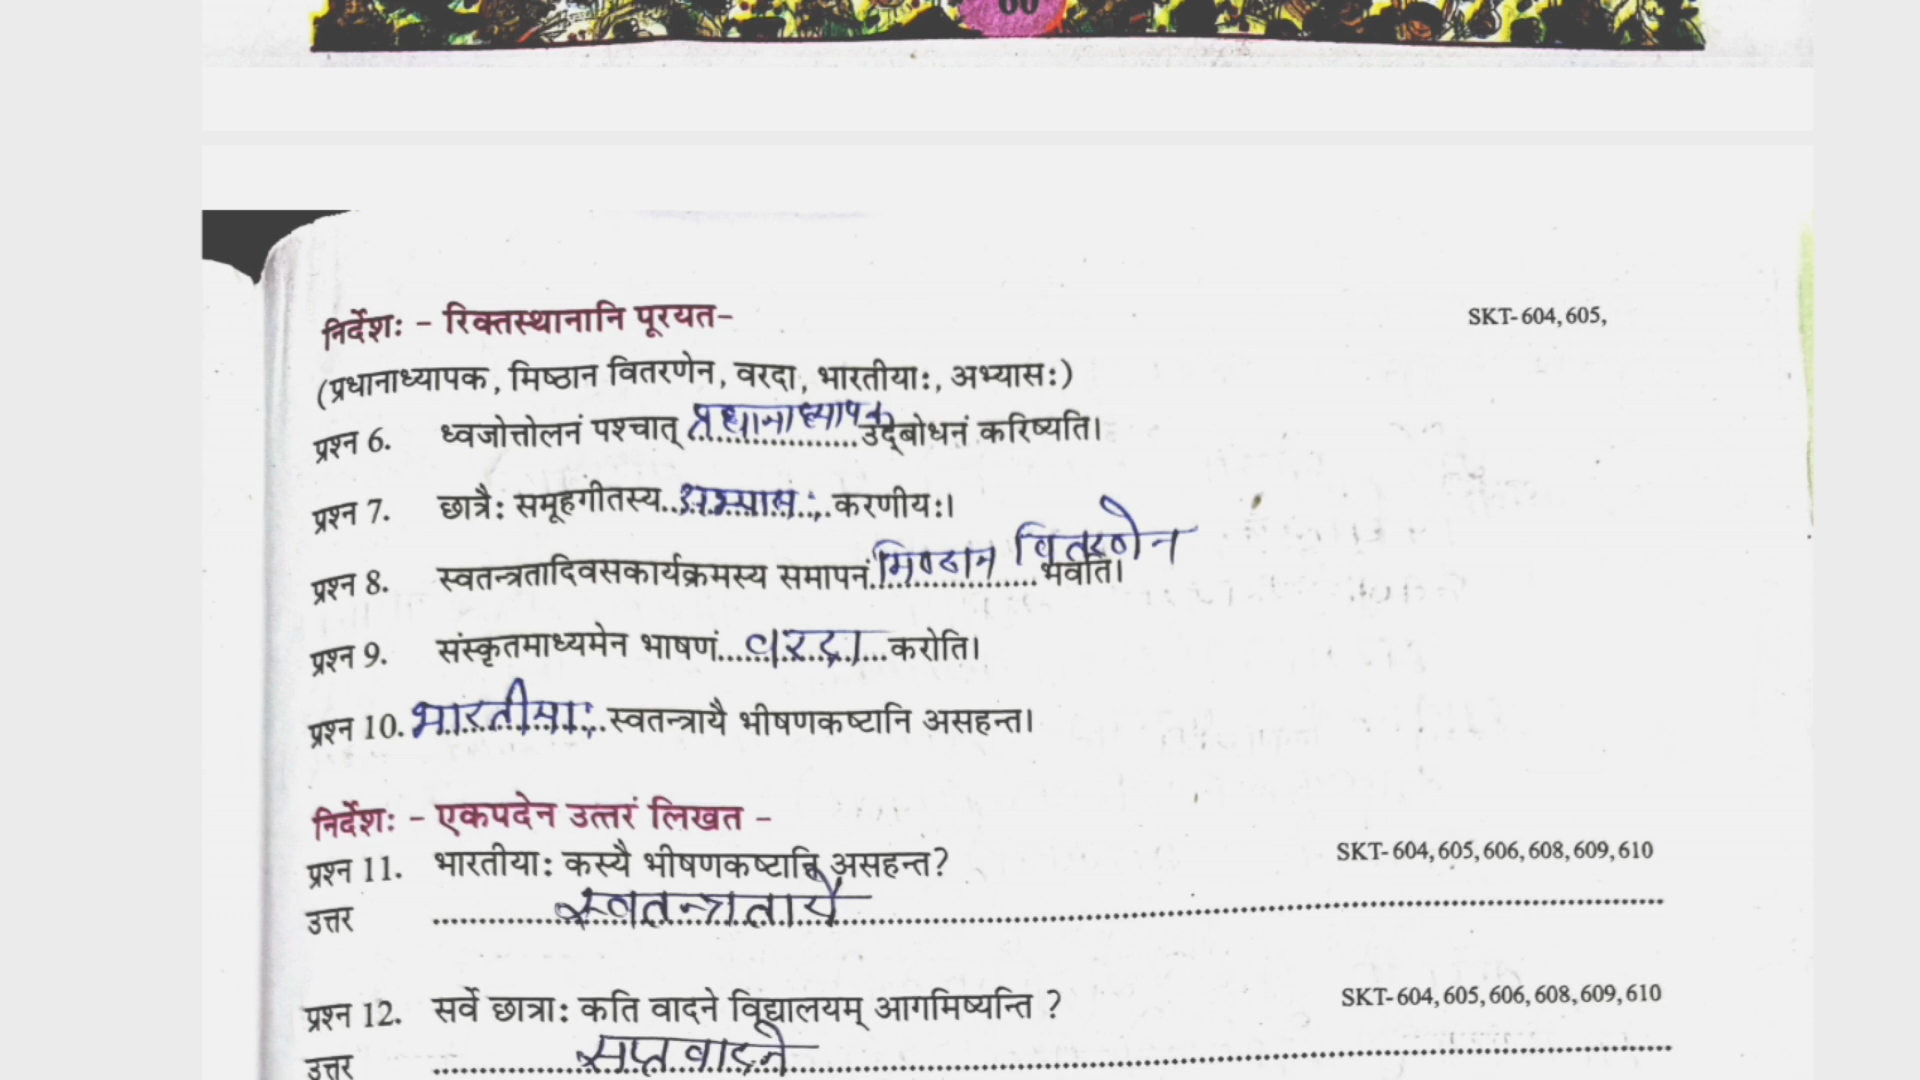 निर्देशः - रिक्तस्थानानि पूरयत-
SKT- 604, 605,
(प्रधानाध्यापक, मिष्ठान वितरणेन, वरदा, भारतीयाः, अभ्यासः)
प्रश्न 6. ध्वजोत्तोलनं पश्चात् प्रधानाध्यापक उद्बोधनं करिष्यति।
प्रश्न 7. छात्रैः समूहगीतस्य..अभ्यासः..करणीयः।
प्रश्न 8. स्वतन्त्रतादिवसकार्यक्रमस्य समापनं मिष्ठान वितरणेन भवति।
प्रश्न 9. संस्कृतमाध्यमेन भाषणं...वरदा...करोति।
प्रश्न 10. भारतीयाः..स्वतन्त्रायै भीषणकष्टानि असहन्त।
निर्देशः - एकपदेन उत्तरं लिखत -
प्रश्न 11. भारतीयाः कस्यै भीषणकष्टानि असहन्त?
SKT- 604, 605, 606, 608, 609, 610
उत्तर स्वतन्त्रतायै
प्रश्न 12. सर्वे छात्राः कति वादने विद्यालयम् आगमिष्यन्ति ?
SKT- 604, 605, 606, 608, 609, 610
उत्तर सप्त वादने